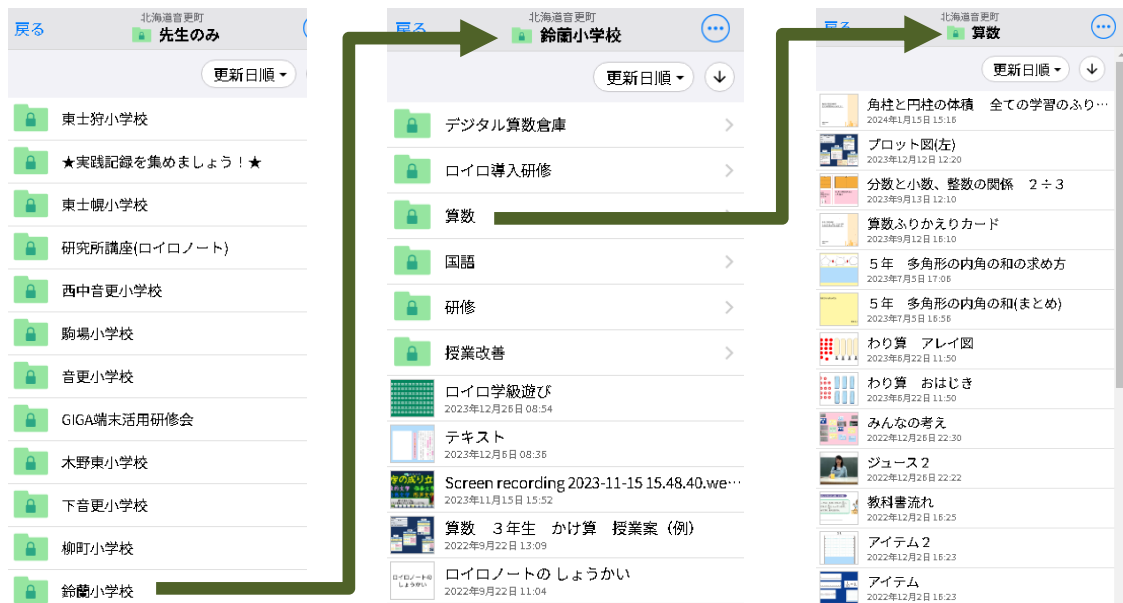 北海道音更町
戻る
先生のみ
更新日順
東士狩小学校
★実践記録を集めましょう！★
東士幌小学校
研究所講座(ロイロノート)
西中音更小学校
駒場小学校
音更小学校
GIGA端末活用研修会
木野東小学校
下音更小学校
柳町小学校
鈴蘭小学校
北海道音更町
戻る
鈴蘭小学校
更新日順
デジタル算数倉庫
ロイロ導入研修
算数
国語
研修
授業改善
ロイロ学級遊び
2023年12月26日 08:54
テキスト
2023年12月6日 08:36
Screen recording 2023-11-15 15.48.40.we…
2023年11月15日 15:52
算数　３年生　かけ算　授業案（例）
2022年9月22日 13:09
ロイロノートの
しょうかい
ロイロノートの しょうかい
2022年9月22日 11:04
北海道音更町
戻る
算数
更新日順
角柱と円柱の体積　全ての学習のふり…
2024年1月15日 15:16
プロット図(左)
2023年12月12日 12:20
分数と小数、整数の関係　２÷３
2023年9月13日 12:10
算数ふりかえりカード
2023年9月12日 16:10
５年　多角形の内角の和の求め方
2023年7月5日 17:06
５年　多角形の内角の和(まとめ)
2023年7月5日 16:56
わり算　アレイ図
2023年6月22日 11:50
わり算　おはじき
2023年6月22日 11:50
みんなの考え
2022年12月26日 22:30
ジュース２
2022年12月26日 22:22
教科書流れ
2022年12月2日 16:25
アイテム２
2022年12月2日 16:23
アイテム
2022年12月2日 16:23